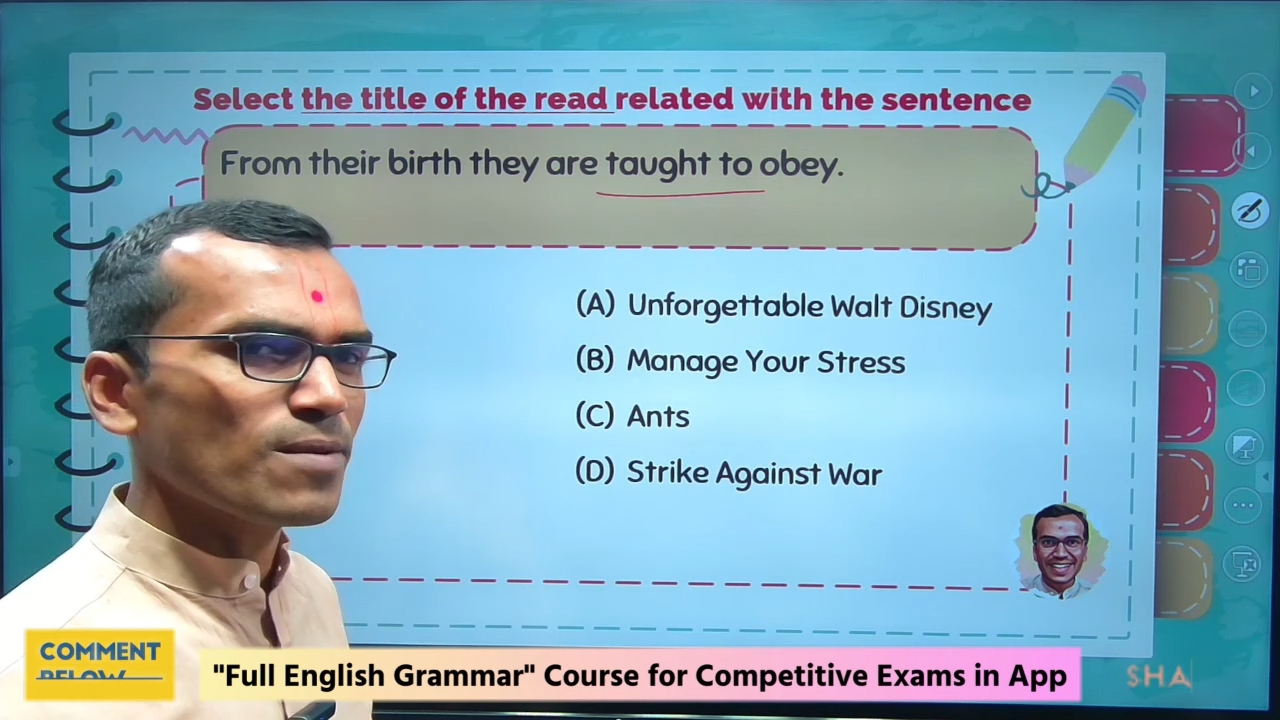 Select the title of the read related with the sentence
From their birth they are taught to obey.
(A) Unforgettable Walt Disney
(B) Manage Your Stress
(C) Ants
(D) Strike Against War
COMMENT
BELOW
"Full English Grammar" Course for Competitive Exams in App
SHA